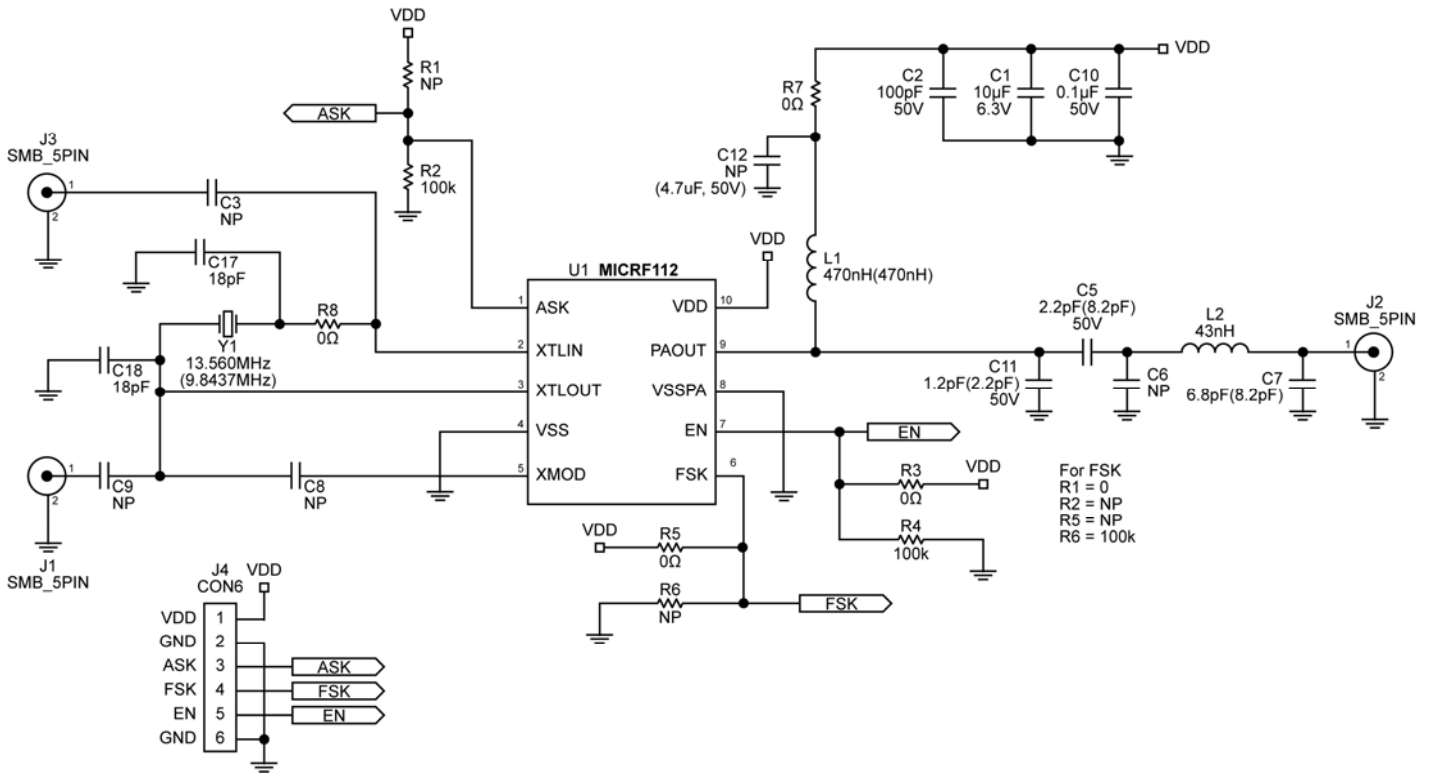 VDD
R1
NP
ASK
R2
100k
J3
SMB_5PIN
1
2
C3
NP
C17
18pF
R8
0Ω
Y1
13.560MHz
(9.8437MHz)
C18
18pF
J1
SMB_5PIN
1
2
C9
NP
C8
NP
U1 MICRF112
1 ASK
2 XTLIN
3 XTLOUT
4 VSS
5 XMOD
VDD 10
PAOUT 9
VSSPA 8
EN 7
FSK 6
VDD
R7
0Ω
C12
NP
(4.7uF, 50V)
C2
100pF
50V
C1
10µF
6.3V
C10
0.1µF
50V
VDD
L1
470nH(470nH)
C5
2.2pF(8.2pF)
50V
C11
1.2pF(2.2pF)
50V
C6
NP
L2
43nH
C7
6.8pF(8.2pF)
J2
SMB_5PIN
1
2
EN
R3
0Ω
VDD
R4
100k
For FSK
R1 = 0
R2 = NP
R5 = NP
R6 = 100k
VDD
R5
0Ω
R6
NP
FSK
J4
CON6
VDD
VDD 1
GND 2
ASK 3 ASK
FSK 4 FSK
EN 5 EN
GND 6